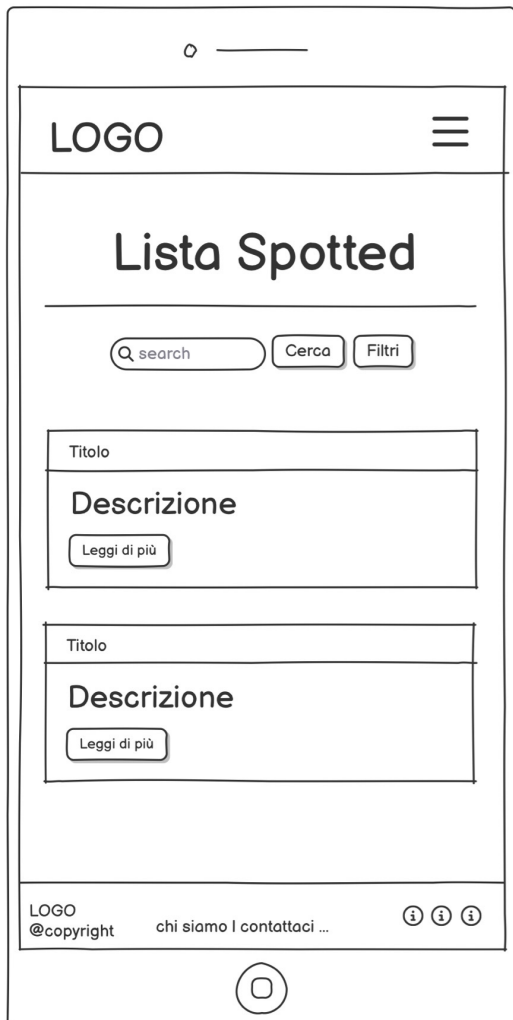 LOGO
Lista Spotted
search Cerca Filtri
Titolo
Descrizione
Leggi di più
Titolo
Descrizione
Leggi di più
LOGO
@copyright
chi siamo | contattaci ...